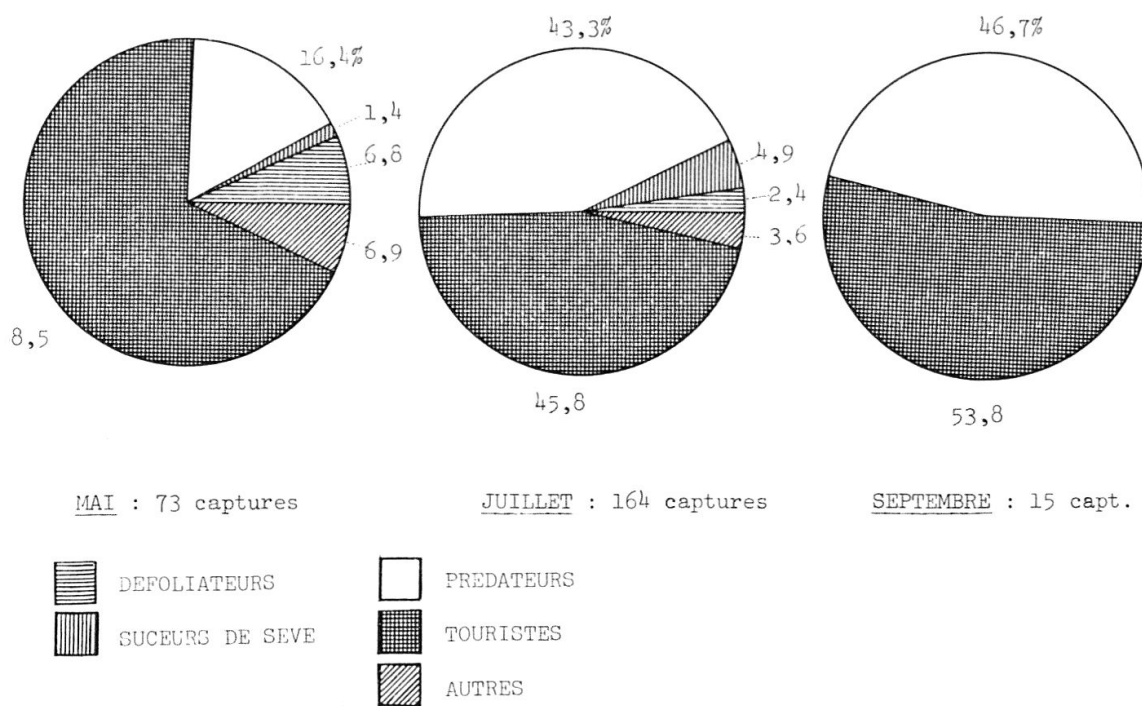 43,3%
46,7%
16,4%
1,4
6,8
6,9
8,5
4,9
2,4
3,6
45,8
53,8
MAI : 73 captures
JUILLET : 164 captures
SEPTEMBRE : 15 capt.
DEFOLIATEURS
PREDATEURS
SUCEURS DE SEVE
TOURISTES
AUTRES